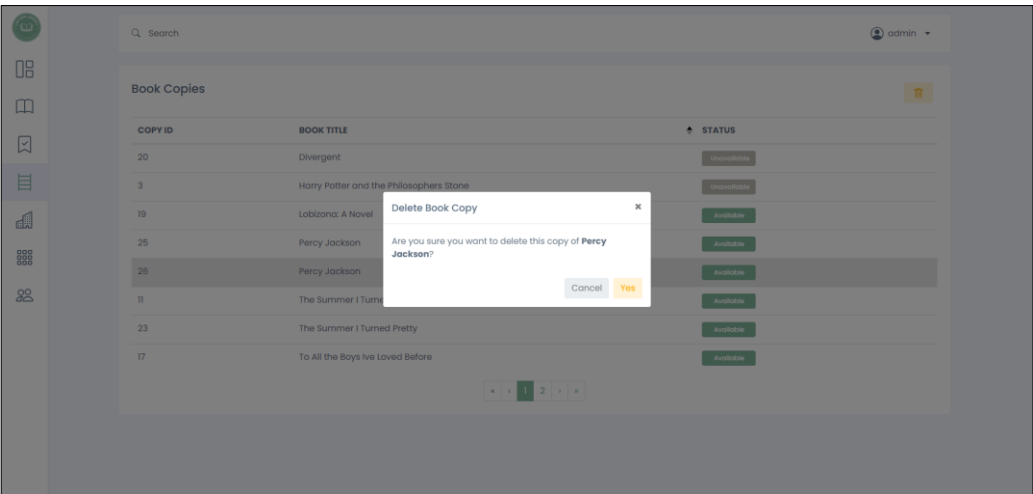 Search
admin
Book Copies
COPY ID BOOK TITLE STATUS
20 Divergent Unavailable
3 Harry Potter and the Philosophers Stone Unavailable
19 Lobizona: A Novel Available
25 Percy Jackson Available
26 Percy Jackson Available
11 The Summer I Turne Available
23 The Summer I Turned Pretty Available
17 To All the Boys Ive Loved Before Available
Delete Book Copy ×
Are you sure you want to delete this copy of Percy
Jackson?
Cancel Yes
« ‹ 1 2 › »